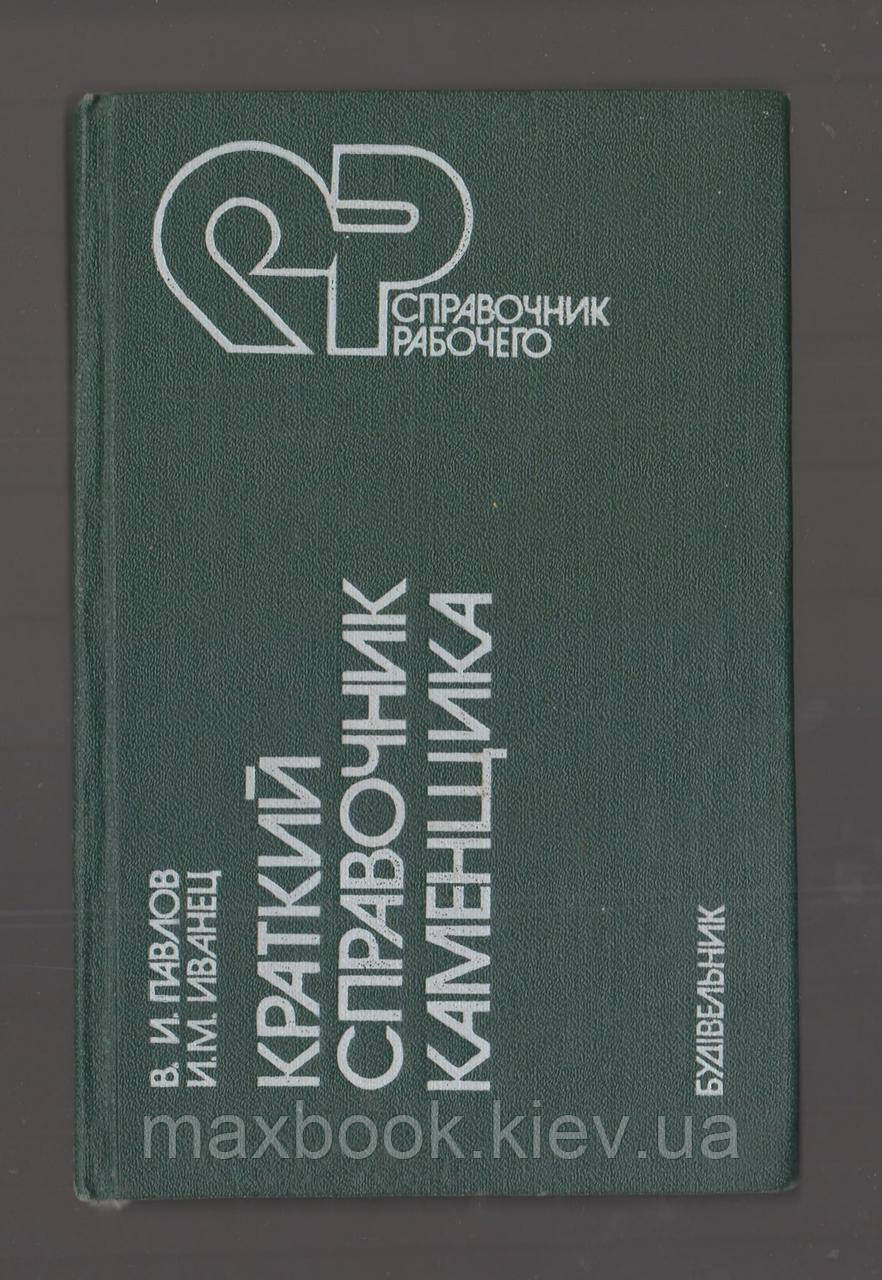 СПРАВОЧНИК
РАБОЧЕГО
В. И. ПАВЛОВ
И.М. ИВАНЕЦ
КРАТКИЙ
СПРАВОЧНИК
КАМЕНЩИКА
БУДІВЕЛЬНИК
maxbook.kiev.ua